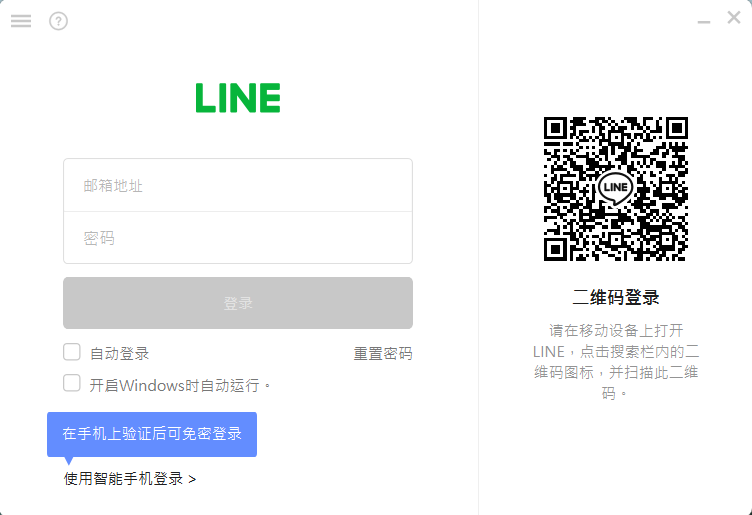 LINE
邮箱地址
密码
登录
自动登录
重置密码
开启Windows时自动运行。
在手机上验证后可免密登录
使用智能手机登录 >
LINE
二维码登录
请在移动设备上打开
LINE，点击搜索栏内的二
维码图标，并扫描此二维
码。